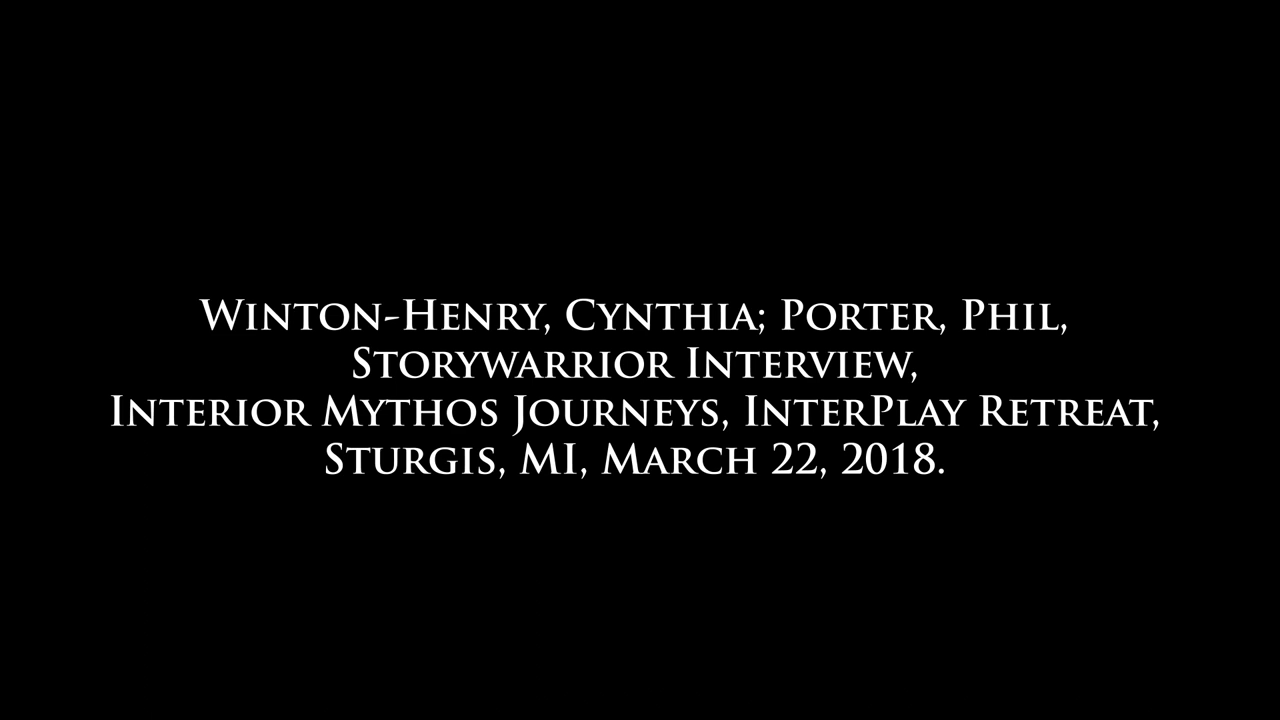 Winton-Henry, Cynthia; Porter, Phil,
Storywarrior Interview,
Interior Mythos Journeys, InterPlay Retreat,
Sturgis, MI, March 22, 2018.